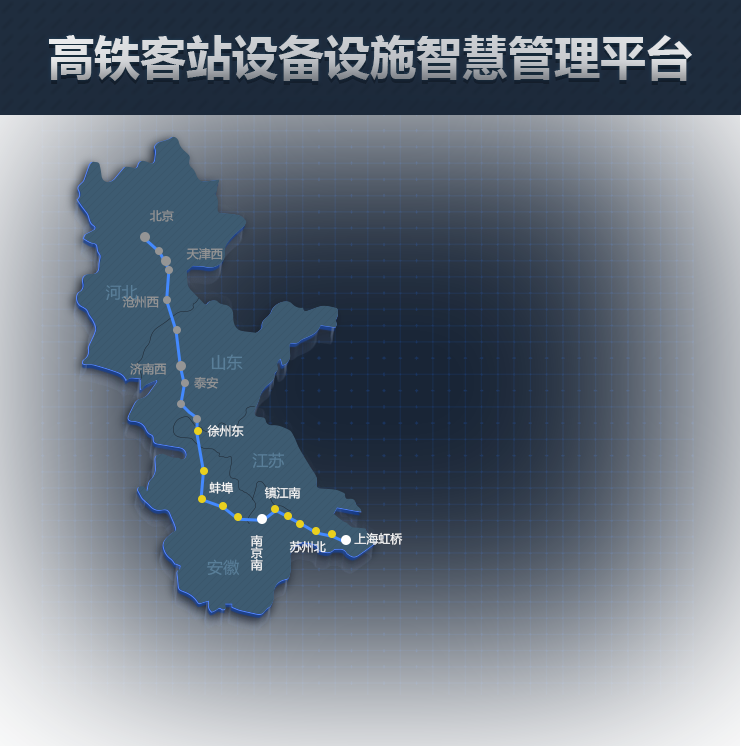 高铁客站设备设施智慧管理平台
北京
天津西
河北
沧州西
山东
济南西
泰安
徐州东
江苏
蚌埠
镇江南
南京南
上海虹桥
苏州北
安徽